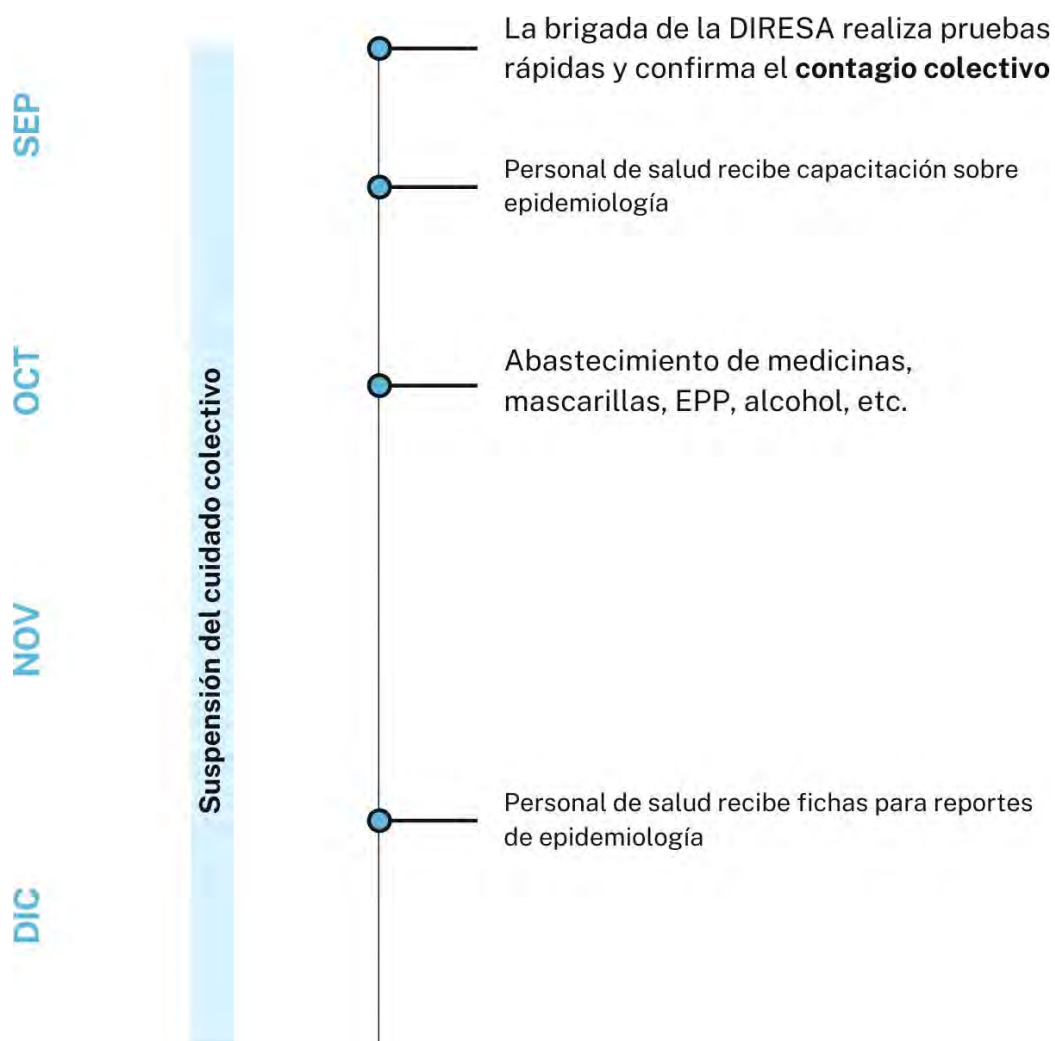 La brigada de la DIRESA realiza pruebas
rápidas y confirma el contagio colectivo
SEP
Personal de salud recibe capacitación sobre
epidemiología
OCT
Abastecimiento de medicinas,
mascarillas, EPP, alcohol, etc.
Suspensión del cuidado colectivo
NOV
Personal de salud recibe fichas para reportes
de epidemiología
DIC